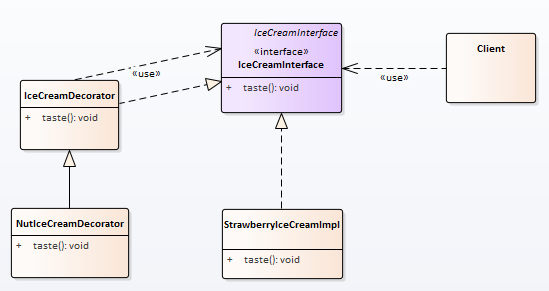 IceCreamInterface
«interface»
IceCreamInterface
+ taste(): void
Client
«use»
«use»
IceCreamDecorator
+ taste(): void
NutIceCreamDecorator
+ taste(): void
StrawberryIceCreamImpl
+ taste(): void